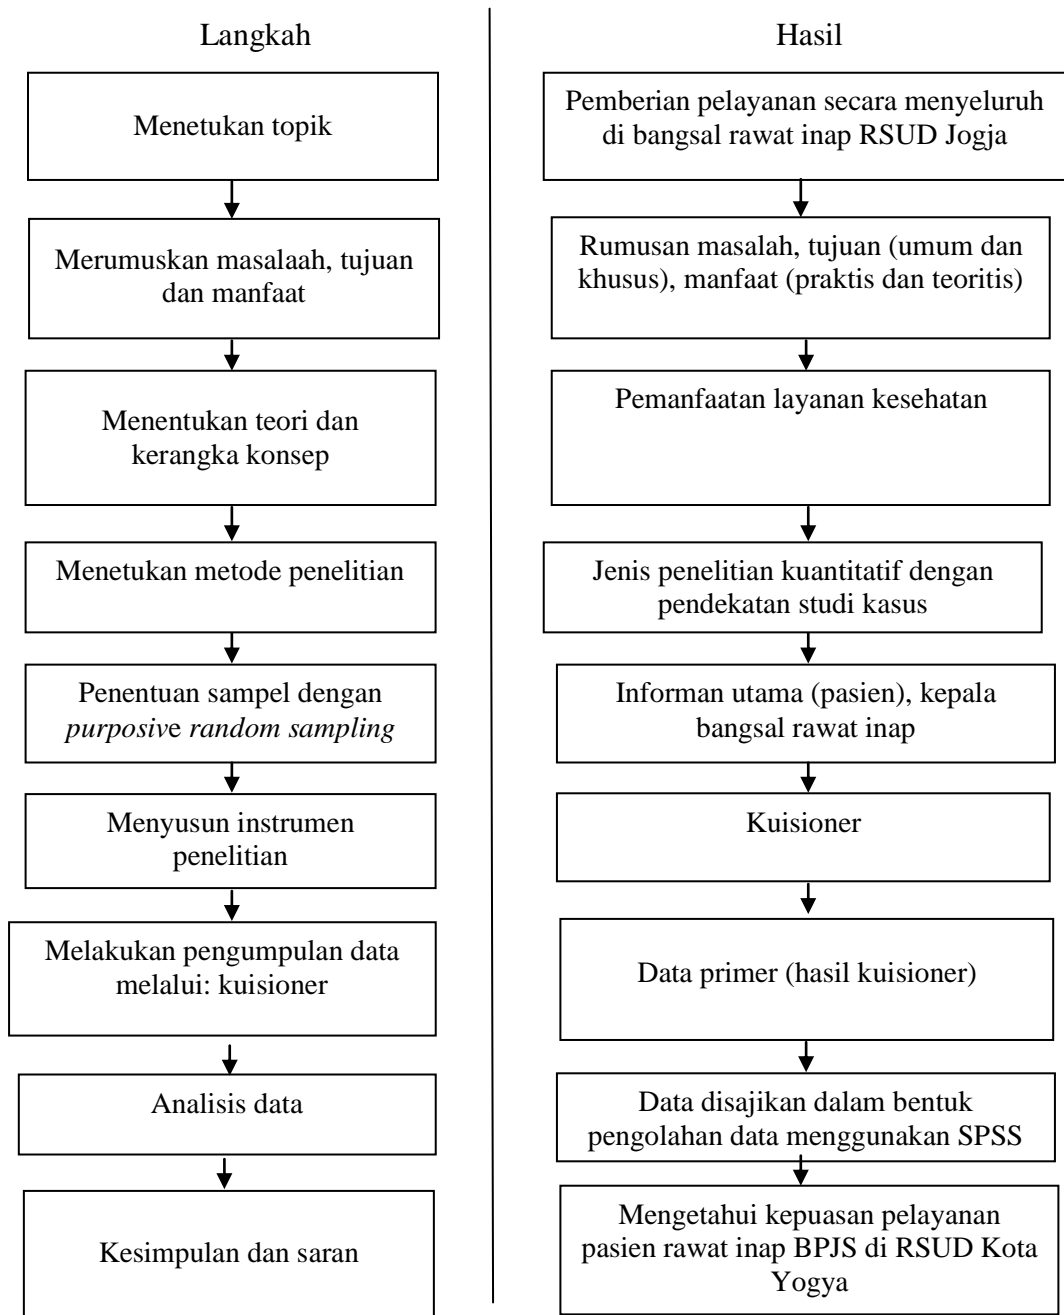 Langkah
Menetukan topik
Merumuskan masalaah, tujuan
dan manfaat
Menentukan teori dan
kerangka konsep
Menetukan metode penelitian
Penentuan sampel dengan
purposive random sampling
Menyusun instrumen
penelitian
Melakukan pengumpulan data
melalui: kuisioner
Analisis data
Kesimpulan dan saran
Hasil
Pemberian pelayanan secara menyeluruh
di bangsal rawat inap RSUD Jogja
Rumusan masalah, tujuan (umum dan
khusus), manfaat (praktis dan teoritis)
Pemanfaatan layanan kesehatan
Jenis penelitian kuantitatif dengan
pendekatan studi kasus
Informan utama (pasien), kepala
bangsal rawat inap
Kuisioner
Data primer (hasil kuisioner)
Data disajikan dalam bentuk
pengolahan data menggunakan SPSS
Mengetahui kepuasan pelayanan
pasien rawat inap BPJS di RSUD Kota
Yogya